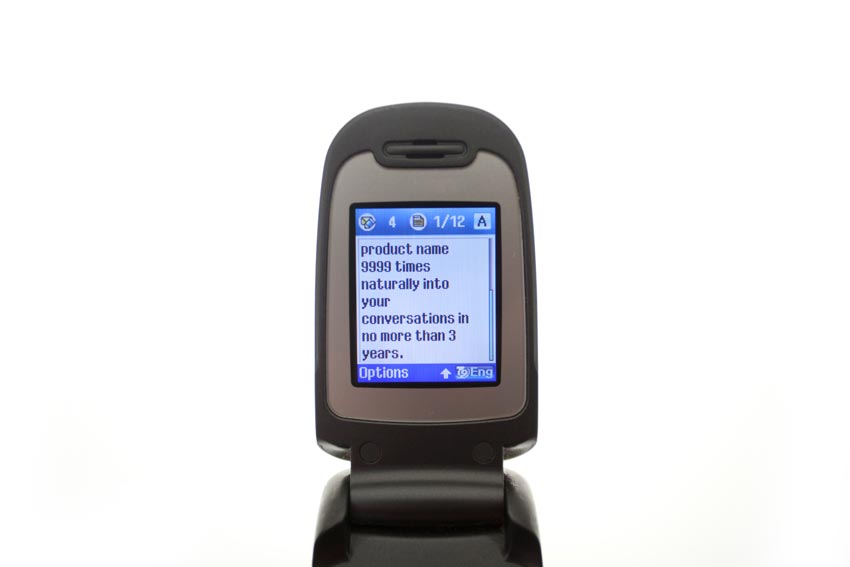 4 1/12 A
product name
9999 times
naturally into
your
conversations in
no more than 3
years.
Options Eng